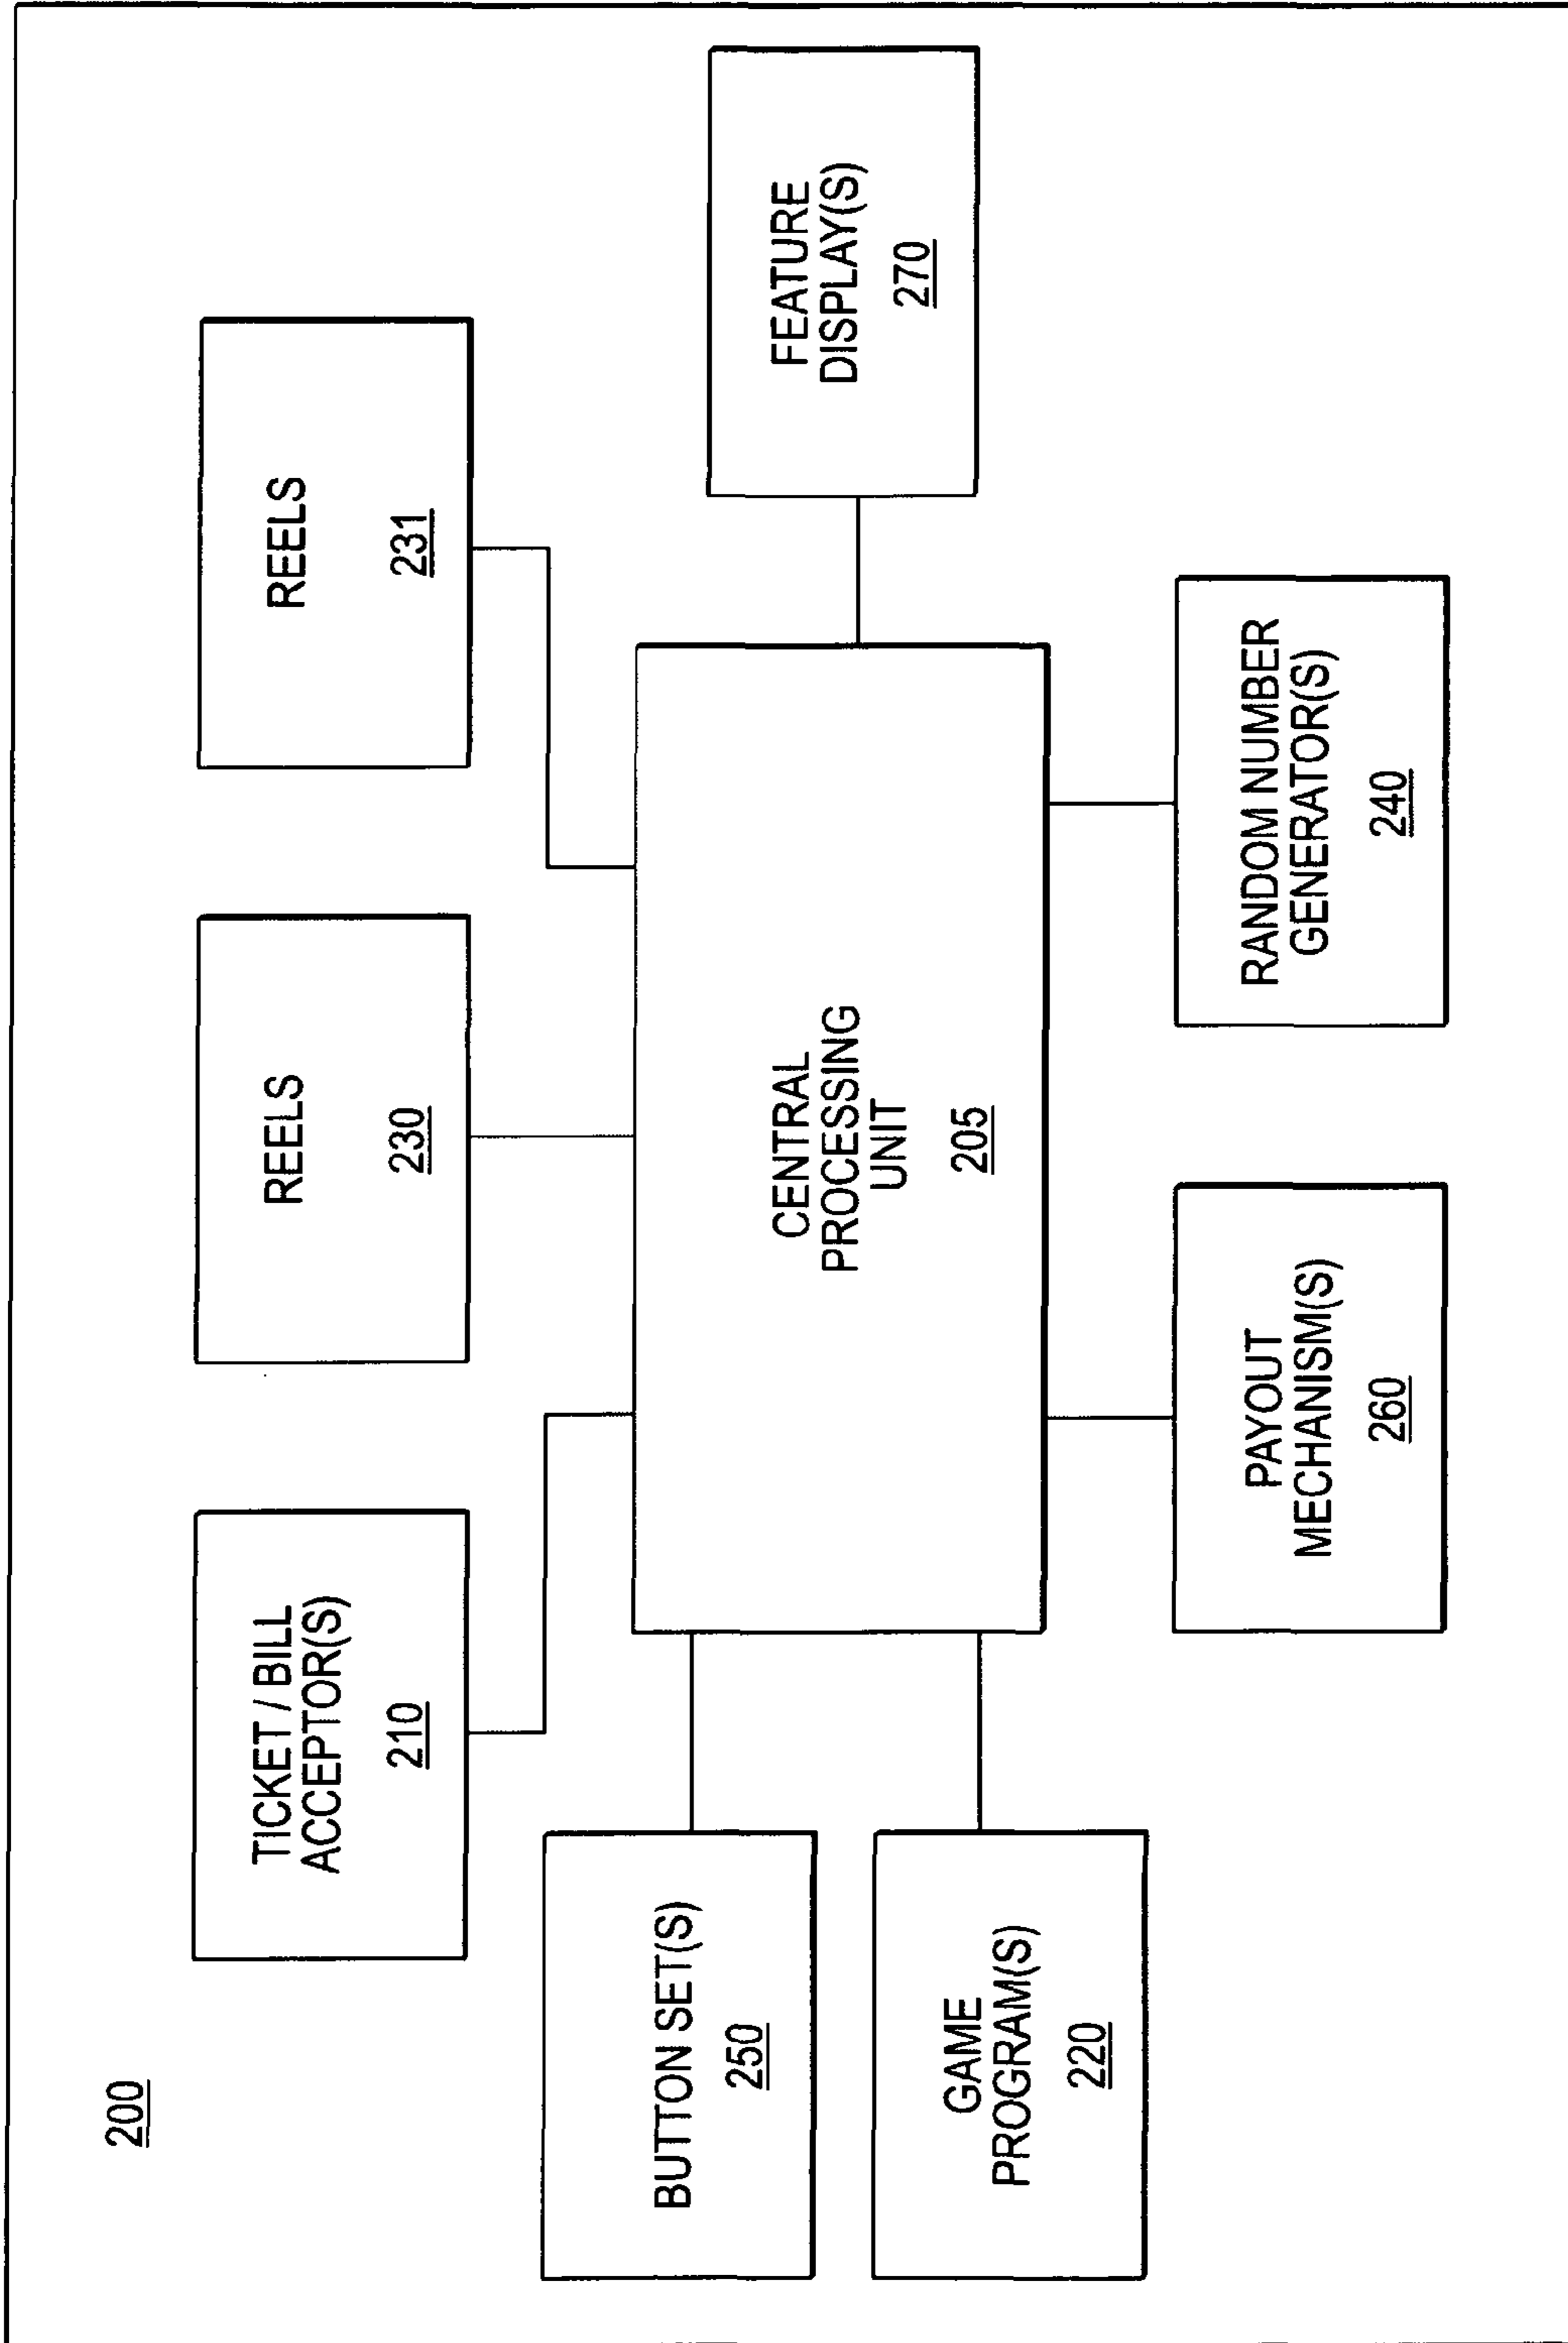 200
TICKET / BILL
ACCEPTOR(S)
210
REELS
230
REELS
231
BUTTON SET(S)
250
GAME
PROGRAM(S)
220
CENTRAL
PROCESSING
UNIT
205
FEATURE
DISPLAY(S)
270
PAYOUT
MECHANISM(S)
260
RANDOM NUMBER
GENERATOR(S)
240